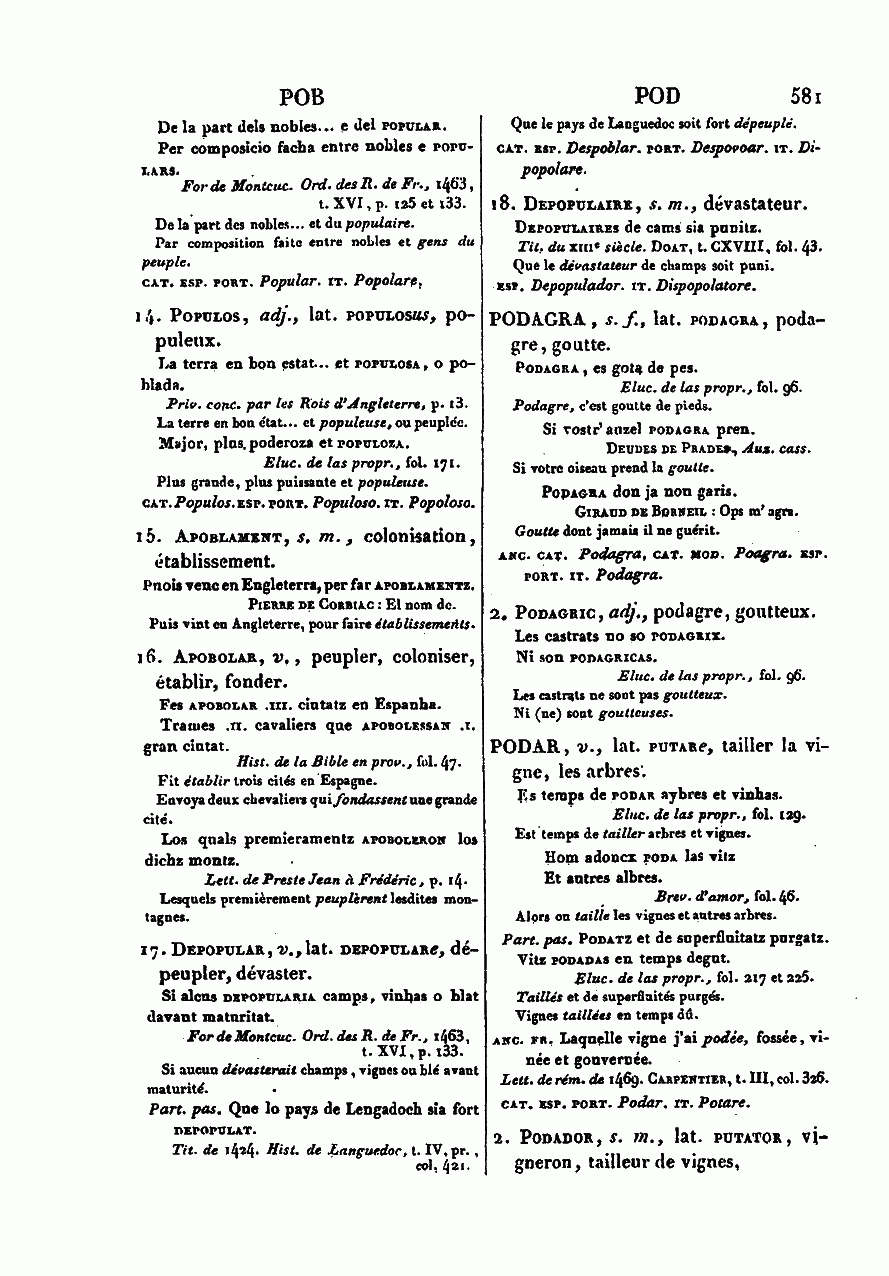 POB
POD 581
De la part dels nobles... e del POPULAR.
Per composicio facha entre nobles e POPU-
LARS.
For de Montcuc. Ord. des R. de Fr., 1463,
t. XVI, p. 125 et 133.
De la part des nobles... et du populaire.
Par composition faite entre nobles et gens du
peuple.
CAT. ESP. PORT. Popular. IT. Popolare.
14. POPULOS, adj., lat. POPULOSUS, po-
puleux.
La terra en bon estat... et POPULOSA, o po-
blada.
Priv. conc. par les Rois d'Angleterre, p. 13.
La terre en bon état... et populeuse, ou peuplée.
Major, plus poderoza et POPULOZA.
Eluc. de las propr., fol. 171.
Plus grande, plus puissante et populeuse.
CAT. Populos. ESP. PORT. Populoso. IT. Popoloso.
15. APOBLAMENT, s. m., colonisation,
établissement.
Pnois venc en Engleterra, per far APOBLAMENTZ.
PIERRE DE CORBIAC : El nom de.
Puis vint en Angleterre, pour faire établissements.
16. APOBOLAR, v., peupler, coloniser,
établir, fonder.
Fes APOBOLAR .III. ciutatz en Espanha.
Trames .II. cavaliers que APOBOLESSAN .I.
gran ciutat.
Hist. de la Bible en prov., fol. 47.
Fit établir trois cités en Espagne.
Envoya deux chevaliers qui fondassent une grande
cité.
Los quals premieramentz APOBOLERON los
dichz montz.
Lett. de Preste Jean à Frédéric, p. 14.
Lesquels premièrement peuplèrent lesdites mon-
tagnes.
17. DEPOPULAR, v., lat. DEPOPULARe, dé-
peupler, dévaster.
Si alcus DEPOPULARIA camps, vinhas o blat
davant maturitat.
For de Montcuc. Ord. des R. de Fr., 1463,
t. XVI, p. 133.
Si aucun dévasterait champs, vignes ou blé avant
maturité.
Part. pas. Que lo pays de Lengadoch sia fort
DEPOPULAT.
Tit. de 1424. Hist. de Languedoc, t. IV, pr.,
col. 421.
Que le pays de Languedoc soit fort dépeuplé.
CAT. ESP. Despoblar. PORT. Despovoar. IT. Di-
popolare.
18. DEPOPULAIRE, s. m., dévastateur.
DEPOPULAIRES de cams sia punitz.
Tit. du XIIIe siècle. DOAT, t. CXVIII, fol. 43.
Que le dévastateur de champs soit puni.
ESP. Depopulador. IT. Dispopolatore.
PODAGRA, s. f., lat. PODAGRA, poda-
gre, goutte.
PODAGRA, es gota de pes.
Eluc. de las propr., fol. 96.
Podagre, c'est goutte de pieds.
Si vostr' auzel PODAGRA pren.
DEUDES DE PRADES, Aus. cass.
Si votre oiseau prend la goutte.
PODAGRA don ja non garis.
GIRAUD DE BORNEIL : Ops m' agra.
Goutte dont jamais il ne guérit.
ANC. CAT. Podagra, CAT. MOD. Poagra. ESP.
PORT. IT. Podagra.
2. PODAGRIC, adj., podagre, goutteux.
Les castrats no so PODAGRIX.
Ni son PODAGRICAS.
Eluc. de las propr., fol. 96.
Les castrats ne sont pas goutteux.
Ni (ne) sont goutteuses.
PODAR, v., lat. PUTARe, tailler la vi-
gne, les arbres.
Es temps de PODAR aybres et vinhas.
Eluc. de las propr., fol. 129.
Est temps de tailler arbres et vignes.
Hom adoncx PODA las vitz
Et autres albres.
Brev. d'amor, fol. 46.
Alors on taille les vignes et autres arbres.
Part. pas. PODATZ et de superfluitatz purgatz.
Vitz PODADAS en temps degut.
Eluc. de las propr., fol. 217 et 225.
Taillés et de superfluités purgés.
Vignes taillées en temps dû.
ANC. FR. Laquelle vigne j'ai podée, fossée, vi-
née et gouvernée.
Lett. de rém. de 1469. CARPENTIER, t. III, col. 326.
CAT. ESP. PORT. Podar. IT. Potare.
2. PODADOR, s. m., lat. PUTATOR, vi-
gneron, tailleur de vignes,